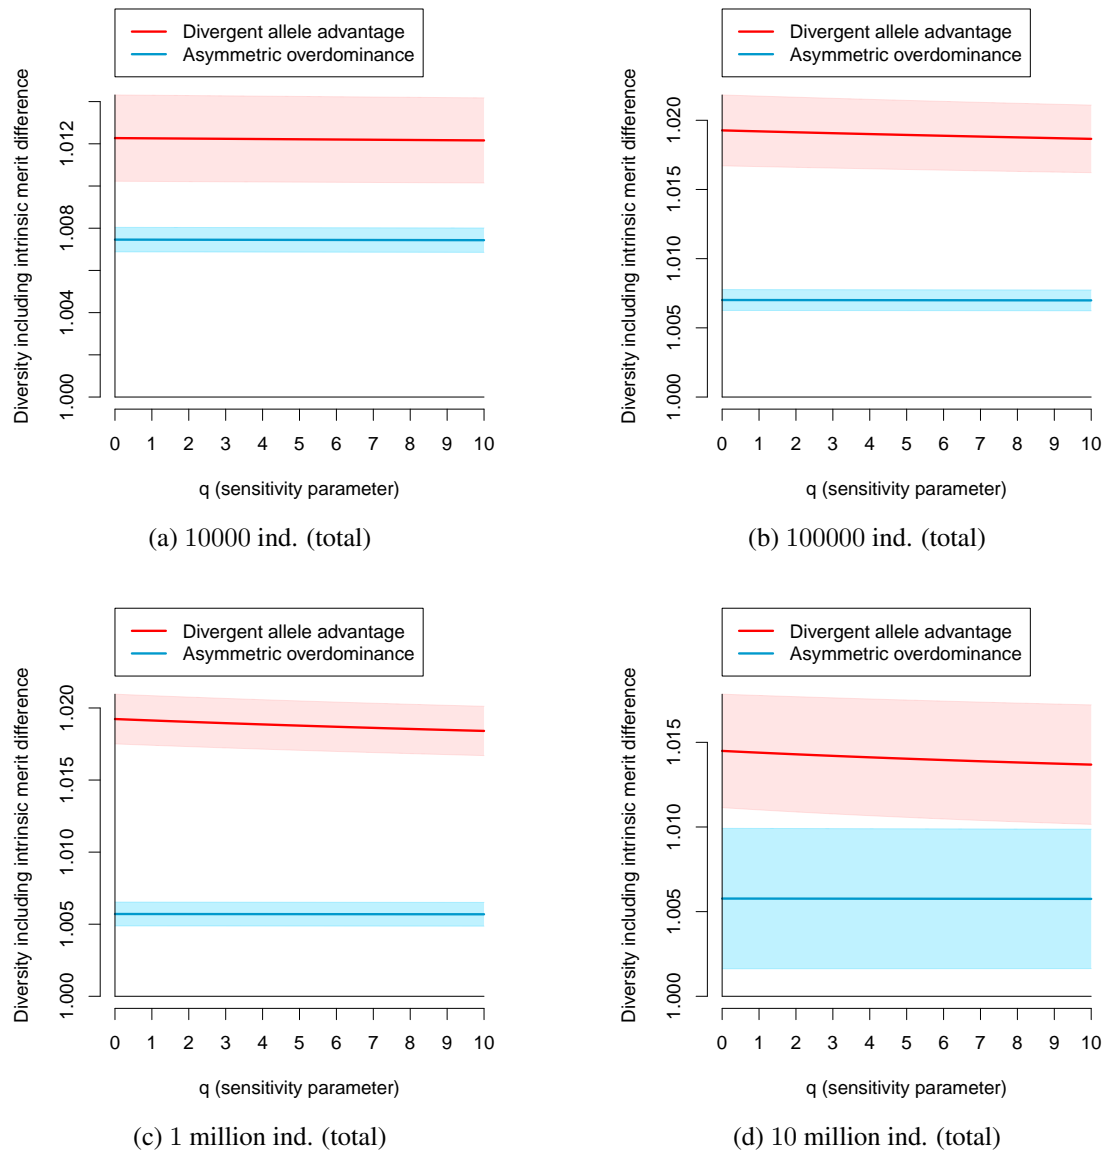 Divergent allele advantage
Asymmetric overdominance
Diversity including intrinsic merit difference
1.000
1.004
1.008
1.012
0 1 2 3 4 5 6 7 8 9 10
q (sensitivity parameter)
(a) 10000 ind. (total)
Divergent allele advantage
Asymmetric overdominance
Diversity including intrinsic merit difference
1.000
1.005
1.010
1.015
1.020
0 1 2 3 4 5 6 7 8 9 10
q (sensitivity parameter)
(b) 100000 ind. (total)
Divergent allele advantage
Asymmetric overdominance
Diversity including intrinsic merit difference
1.000
1.005
1.010
1.015
1.020
0 1 2 3 4 5 6 7 8 9 10
q (sensitivity parameter)
(c) 1 million ind. (total)
Divergent allele advantage
Asymmetric overdominance
Diversity including intrinsic merit difference
1.000
1.005
1.010
1.015
0 1 2 3 4 5 6 7 8 9 10
q (sensitivity parameter)
(d) 10 million ind. (total)